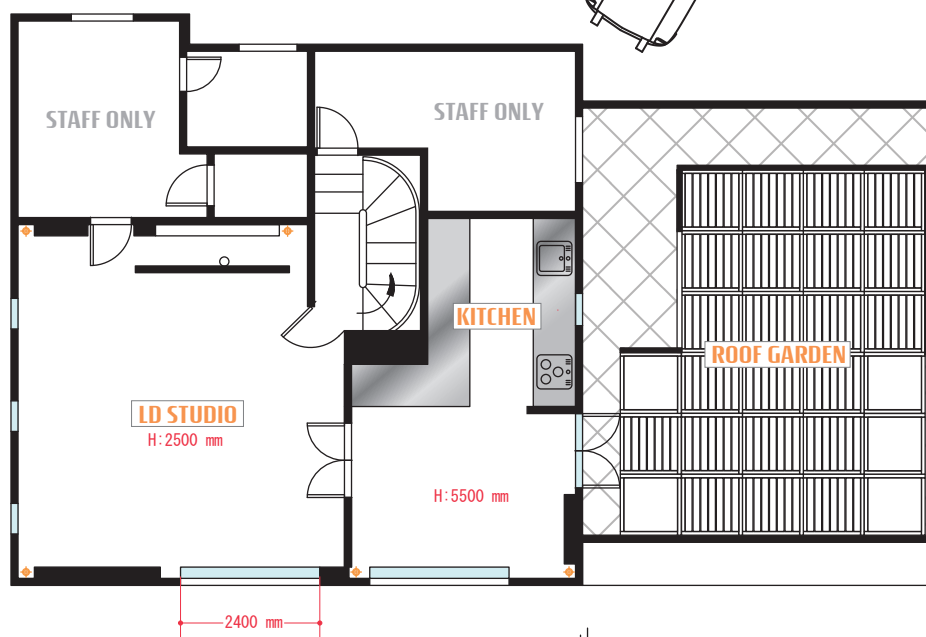 STAFF ONLY
STAFF ONLY
KITCHEN
ROOF GARDEN
LD STUDIO
H:2500 mm
H:5500 mm
2400 mm